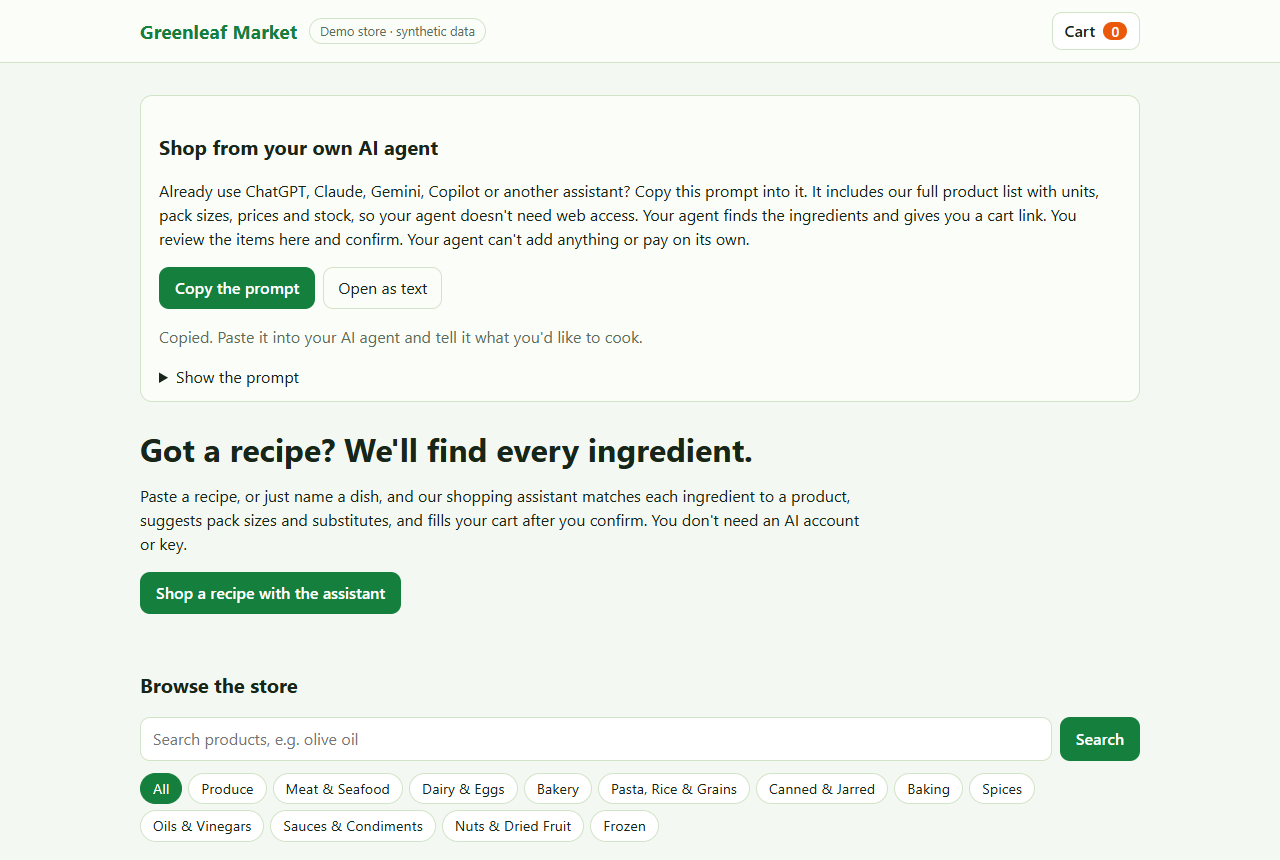 Greenleaf Market
Demo store · synthetic data
Cart 0
Shop from your own AI agent
Already use ChatGPT, Claude, Gemini, Copilot or another assistant? Copy this prompt into it. It includes our full product list with units,
pack sizes, prices and stock, so your agent doesn't need web access. Your agent finds the ingredients and gives you a cart link. You
review the items here and confirm. Your agent can't add anything or pay on its own.
Copy the prompt
Open as text
Copied. Paste it into your AI agent and tell it what you'd like to cook.
Show the prompt
Got a recipe? We'll find every ingredient.
Paste a recipe, or just name a dish, and our shopping assistant matches each ingredient to a product,
suggests pack sizes and substitutes, and fills your cart after you confirm. You don't need an AI account
or key.
Shop a recipe with the assistant
Browse the store
Search products, e.g. olive oil
Search
All
Produce
Meat & Seafood
Dairy & Eggs
Bakery
Pasta, Rice & Grains
Canned & Jarred
Baking
Spices
Oils & Vinegars
Sauces & Condiments
Nuts & Dried Fruit
Frozen